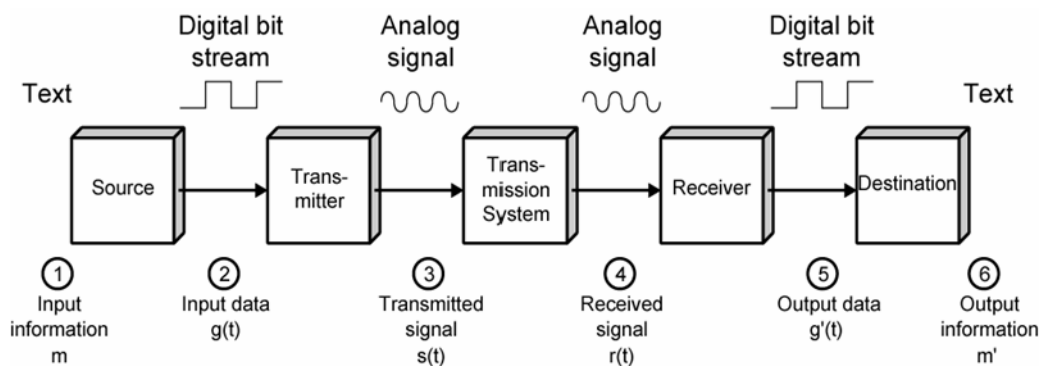 Digital bit
stream
Analog
signal
Analog
signal
Digital bit
stream
Text
Text
Source
Trans-
mitter
Trans-
mission
System
Receiver
Destination
1
2
3
4
5
6
Input
information
m
Input data
g(t)
Transmitted
signal
s(t)
Received
signal
r(t)
Output data
g'(t)
Output
information
m'